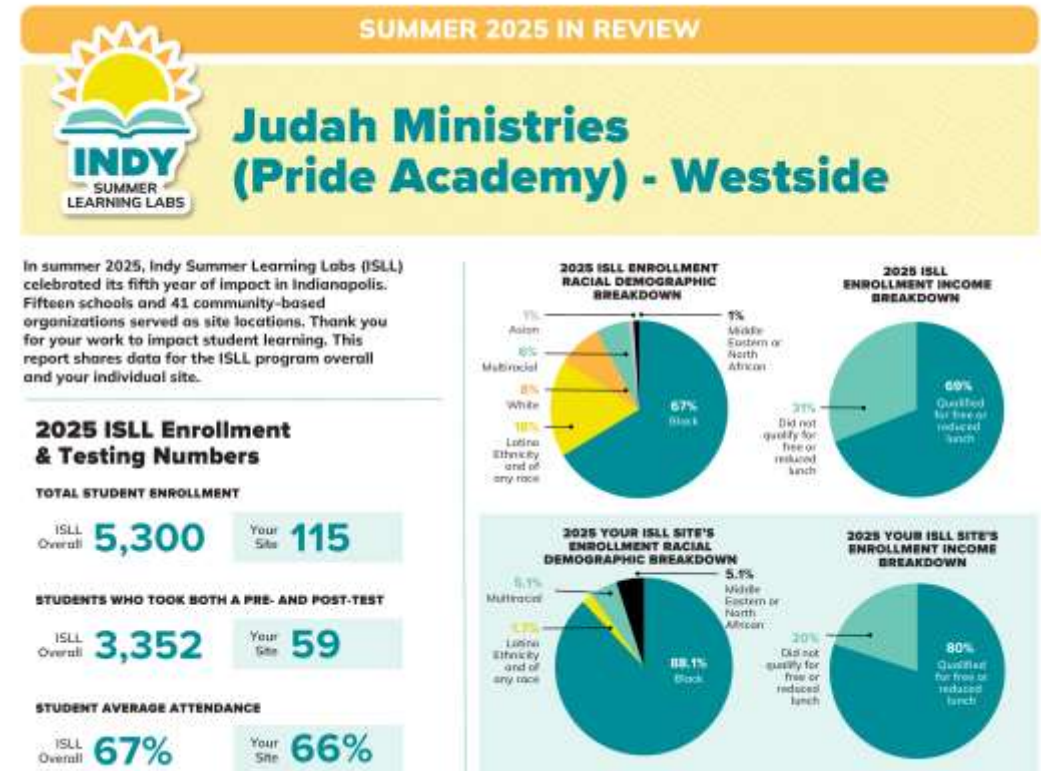 SUMMER 2025 IN REVIEW
INDY
SUMMER
LEARNING LABS
Judah Ministries
(Pride Academy) - Westside
In summer 2025, Indy Summer Learning Labs (ISLL)
celebrated its fifth year of impact in Indianapolis.
Fifteen schools and 41 community-based
organizations served as site locations. Thank you
for your work to impact student learning. This
report shares data for the ISLL program overall
and your individual site.
2025 ISLL Enrollment
& Testing Numbers
TOTAL STUDENT ENROLLMENT
ISLL
Overall 5,300
Your
Site 115
STUDENTS WHO TOOK BOTH A PRE- AND POST-TEST
ISLL
Overall 3,352
Your
Site 59
STUDENT AVERAGE ATTENDANCE
ISLL
Overall 67%
Your
Site 66%
2025 ISLL ENROLLMENT
RACIAL DEMOGRAPHIC
BREAKDOWN
1%
Asian
6%
Multiracial
8%
White
18%
Latino
Ethnicity
and of
any race
1%
Middle
Eastern or
North
African
67%
Black
2025 ISLL
ENROLLMENT INCOME
BREAKDOWN
31%
Did not
qualify for
free or
reduced
lunch
69%
Qualified
for free or
reduced
lunch
2025 YOUR ISLL SITE'S
ENROLLMENT RACIAL
DEMOGRAPHIC BREAKDOWN
5.1%
Multiracial
1.7%
Latino
Ethnicity
and of
any race
5.1%
Middle
Eastern or
North
African
88.1%
Black
2025 YOUR ISLL SITE'S
ENROLLMENT INCOME
BREAKDOWN
20%
Did not
qualify for
free or
reduced
lunch
80%
Qualified
for free or
reduced
lunch